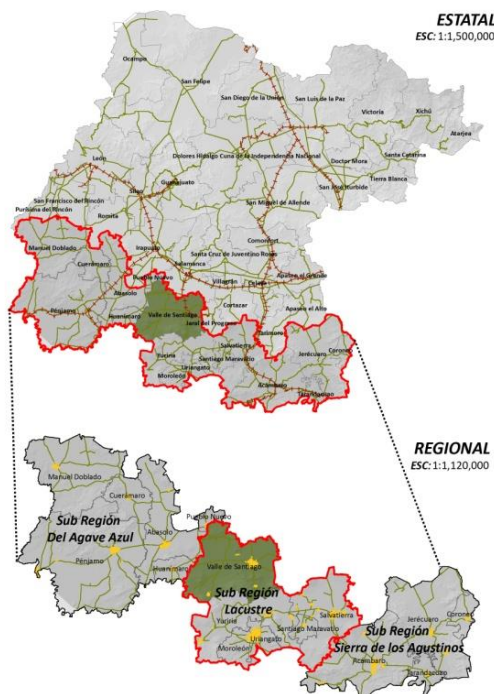 ESTATAL
ESC: 1:1,500,000
Ocampo
San Felipe
San Diego de la Unión
San Luis de la Paz
Victoria
Xichú
Atarjea
Dolores Hidalgo Cuna de la Independencia Nacional
Doctor Mora
Santa Catarina
Tierra Blanca
León
Guanajuato
Silao
San José Iturbide
San Francisco del Rincón
Purísima del Rincón
Romita
San Miguel de Allende
Manuel Doblado
Irapuato
Comonfort
Cuerámaro
Salamanca
Santa Cruz de Juventino Rosas
Pueblo Nuevo
Villagrán
Celaya
Apaseo el Grande
Abasolo
Pénjamo
Huanímaro
Valle de Santiago
Cortazar
Apaseo el Alto
Jaral del Progreso
Tarimoro
Salvatierra
Yuriria
Santiago Maravatío
Jerécuaro
Coroneo
Uriangato
Moroleón
Acámbaro
Tarandacuao
REGIONAL
ESC: 1:1,120,000
Manuel Doblado
Cuerámaro
Pueblo Nuevo
Sub Región
Del Agave Azul
Abasolo
Pénjamo
Huanímaro
Valle de Santiago
Sub Región
Lacustre
Yuriria
Salvatierra
Santiago Maravatío
Uriangato
Moroleón
Jerécuaro
Coroneo
Sub Región
Sierra de los Agustinos
Acámbaro
Tarandacuao